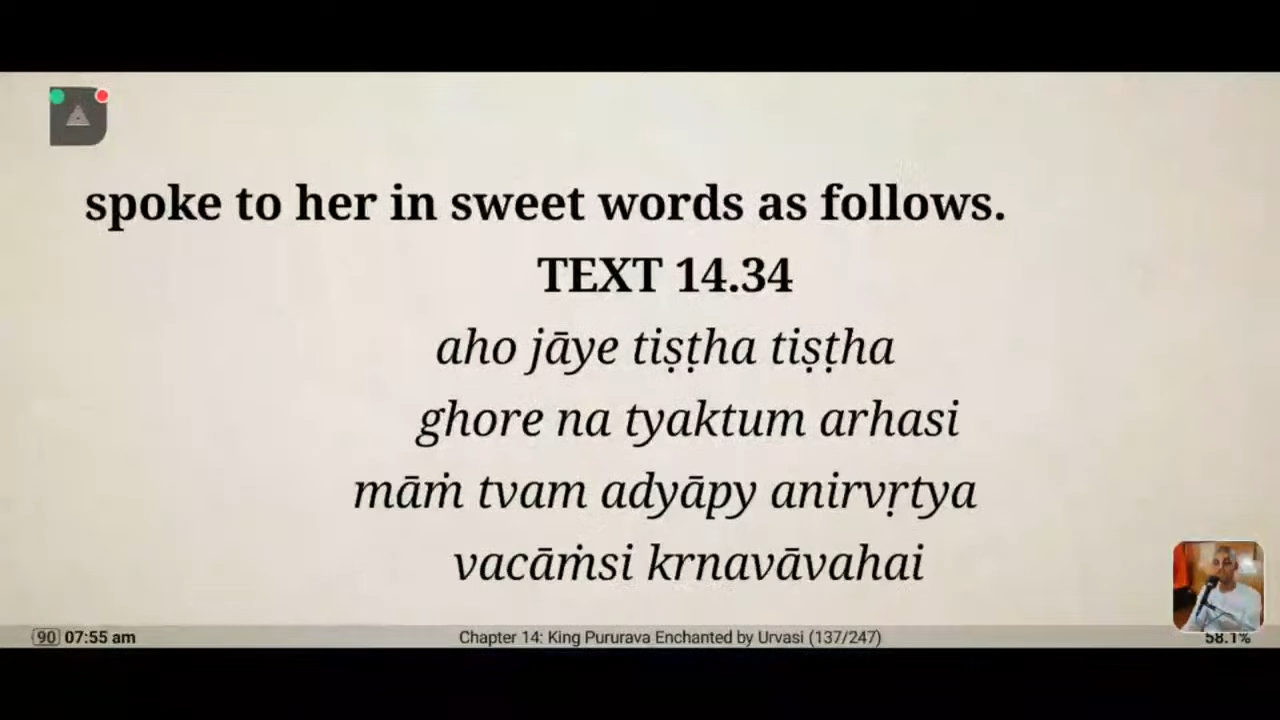 spoke to her in sweet words as follows.
TEXT 14.34
aho jāye tiṣṭha tiṣṭha
ghore na tyaktum arhasi
māṁ tvam adyāpy anirvṛtya
vacāṁsi krnavāvahai
90 07:55 am Chapter 14: King Pururava Enchanted by Urvasi (137/247) 58.1%